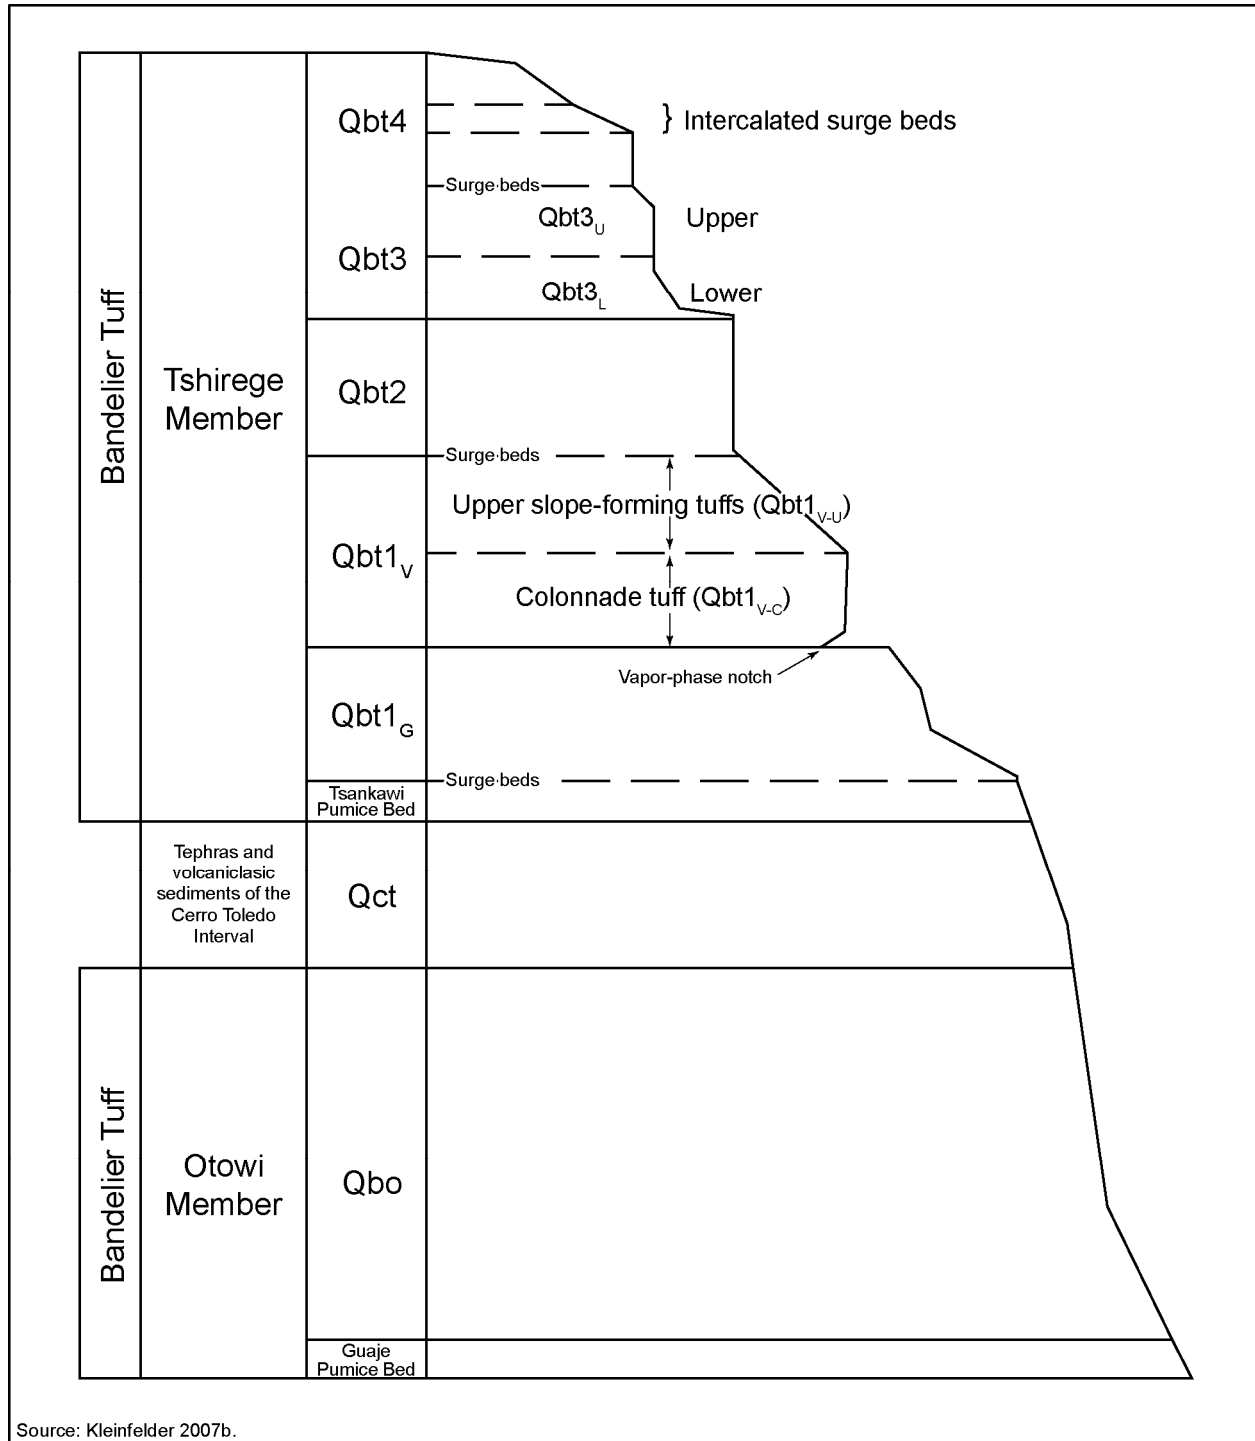 Qbt4
} Intercalated surge beds
Surge beds
Qbt3U
Upper
Qbt3
Qbt3L
Lower
Bandelier Tuff
Tshirege
Member
Qbt2
Surge beds
Upper slope-forming tuffs (Qbt1V-U)
Qbt1V
Colonnade tuff (Qbt1V-C)
Vapor-phase notch
Qbt1G
Surge beds
Tsankawi
Pumice Bed
Tephras and
volcaniclasic
sediments of the
Cerro Toledo
Interval
Qct
Bandelier Tuff
Otowi
Member
Qbo
Guaje
Pumice Bed
Source: Kleinfelder 2007b.